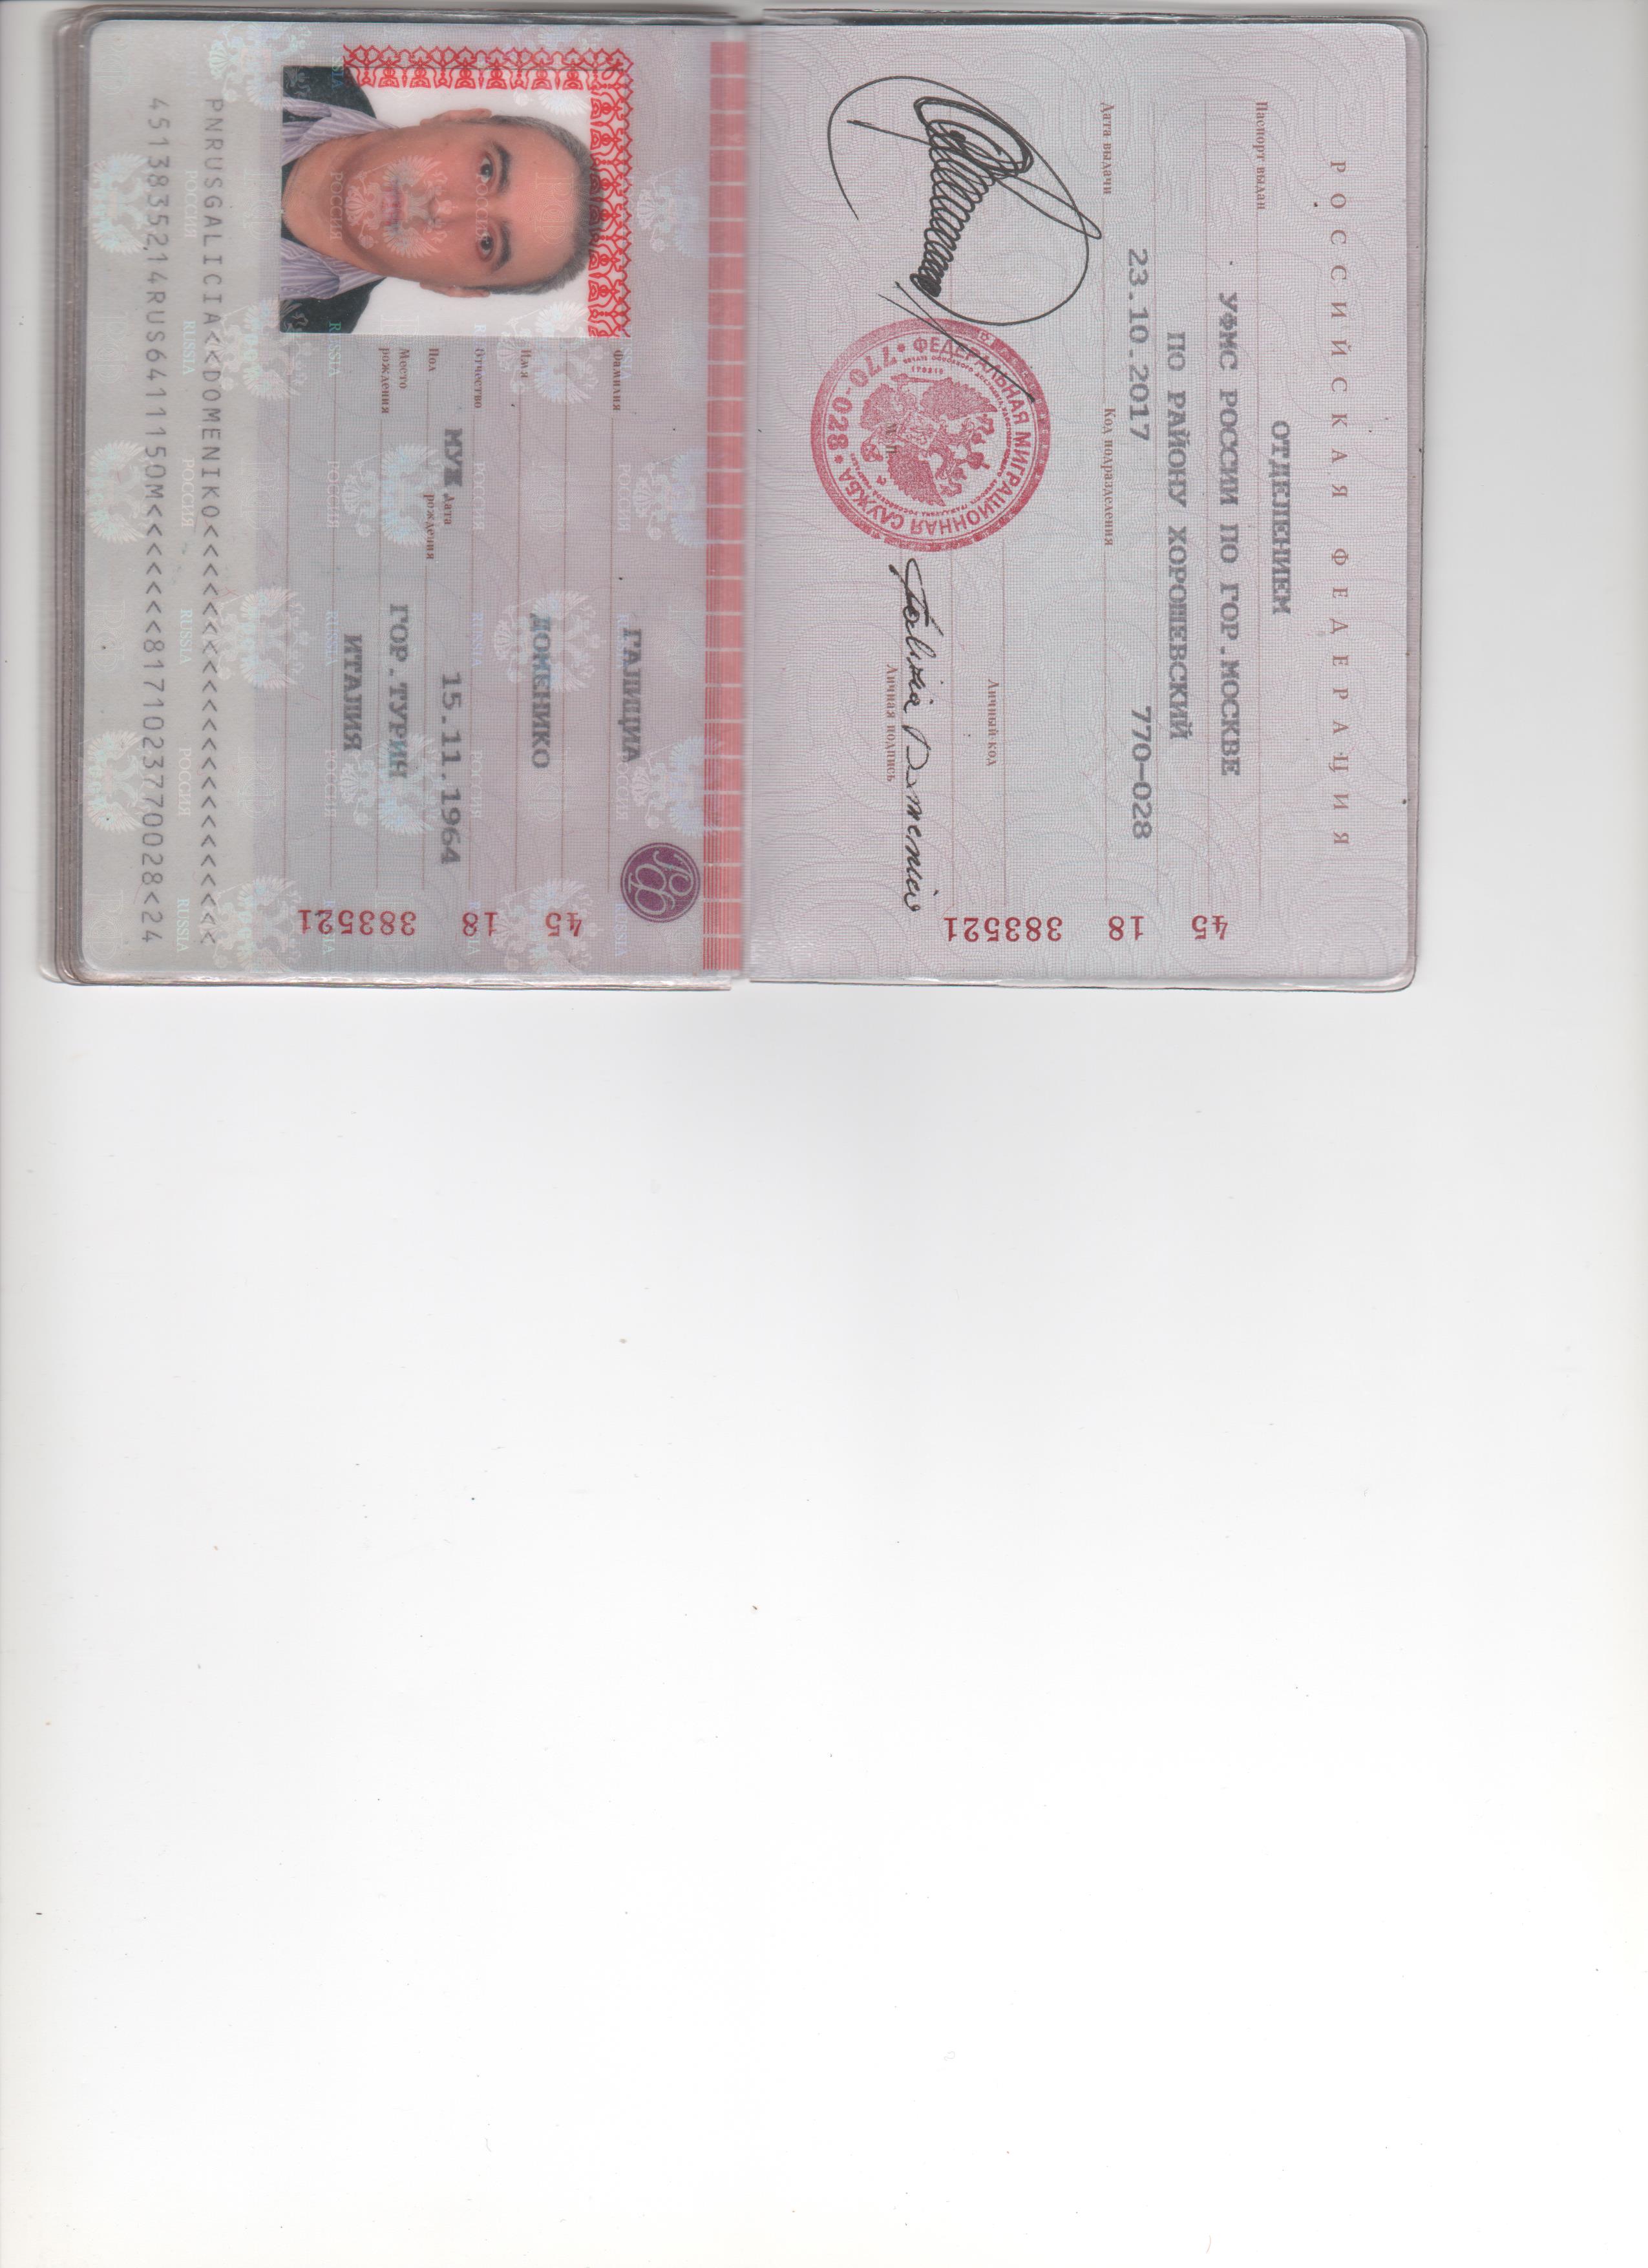 РОССИЙСКАЯ ФЕДЕРАЦИЯ
Паспорт выдан
ОТДЕЛЕНИЕМ
УФМС РОССИИ ПО ГОР.МОСКВЕ
ПО РАЙОНУ ХОРОШЕВСКИЙ
Дата выдачи 23.10.2017 Код подразделения 770-028
Личный код
Личная подпись
ФЕДЕРАЛЬНАЯ МИГРАЦИОННАЯ СЛУЖБА • 770-028 •
45 18 383521
Фамилия ГАЛИЦИА
Имя ДОМЕНИКО
Отчество
Пол МУЖ. Дата рождения 15.11.1964
Место рождения ГОР.ТУРИН
ИТАЛИЯ
45 18 383521
PNRUSGALICIA<<DOMENIKO<<<<<<<<<<<<<<<<<<<<<<
4513835214RUS6411150M<<<<<<<8171023770028<24